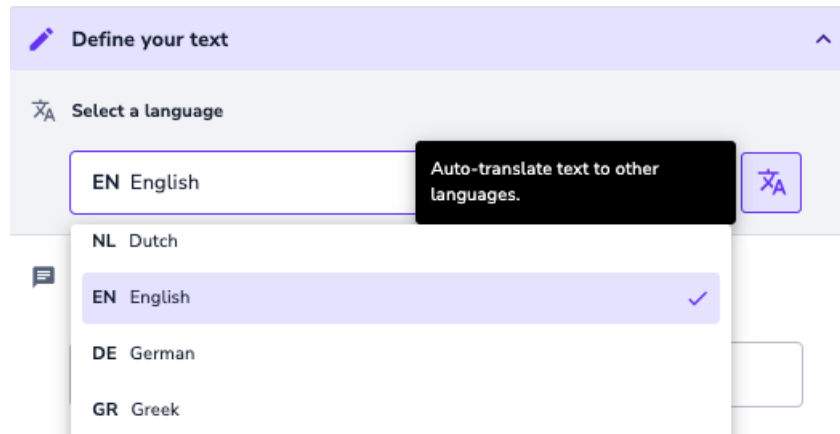 Define your text
Select a language
EN English
Auto-translate text to other
languages.
NL Dutch
EN English
DE German
GR Greek